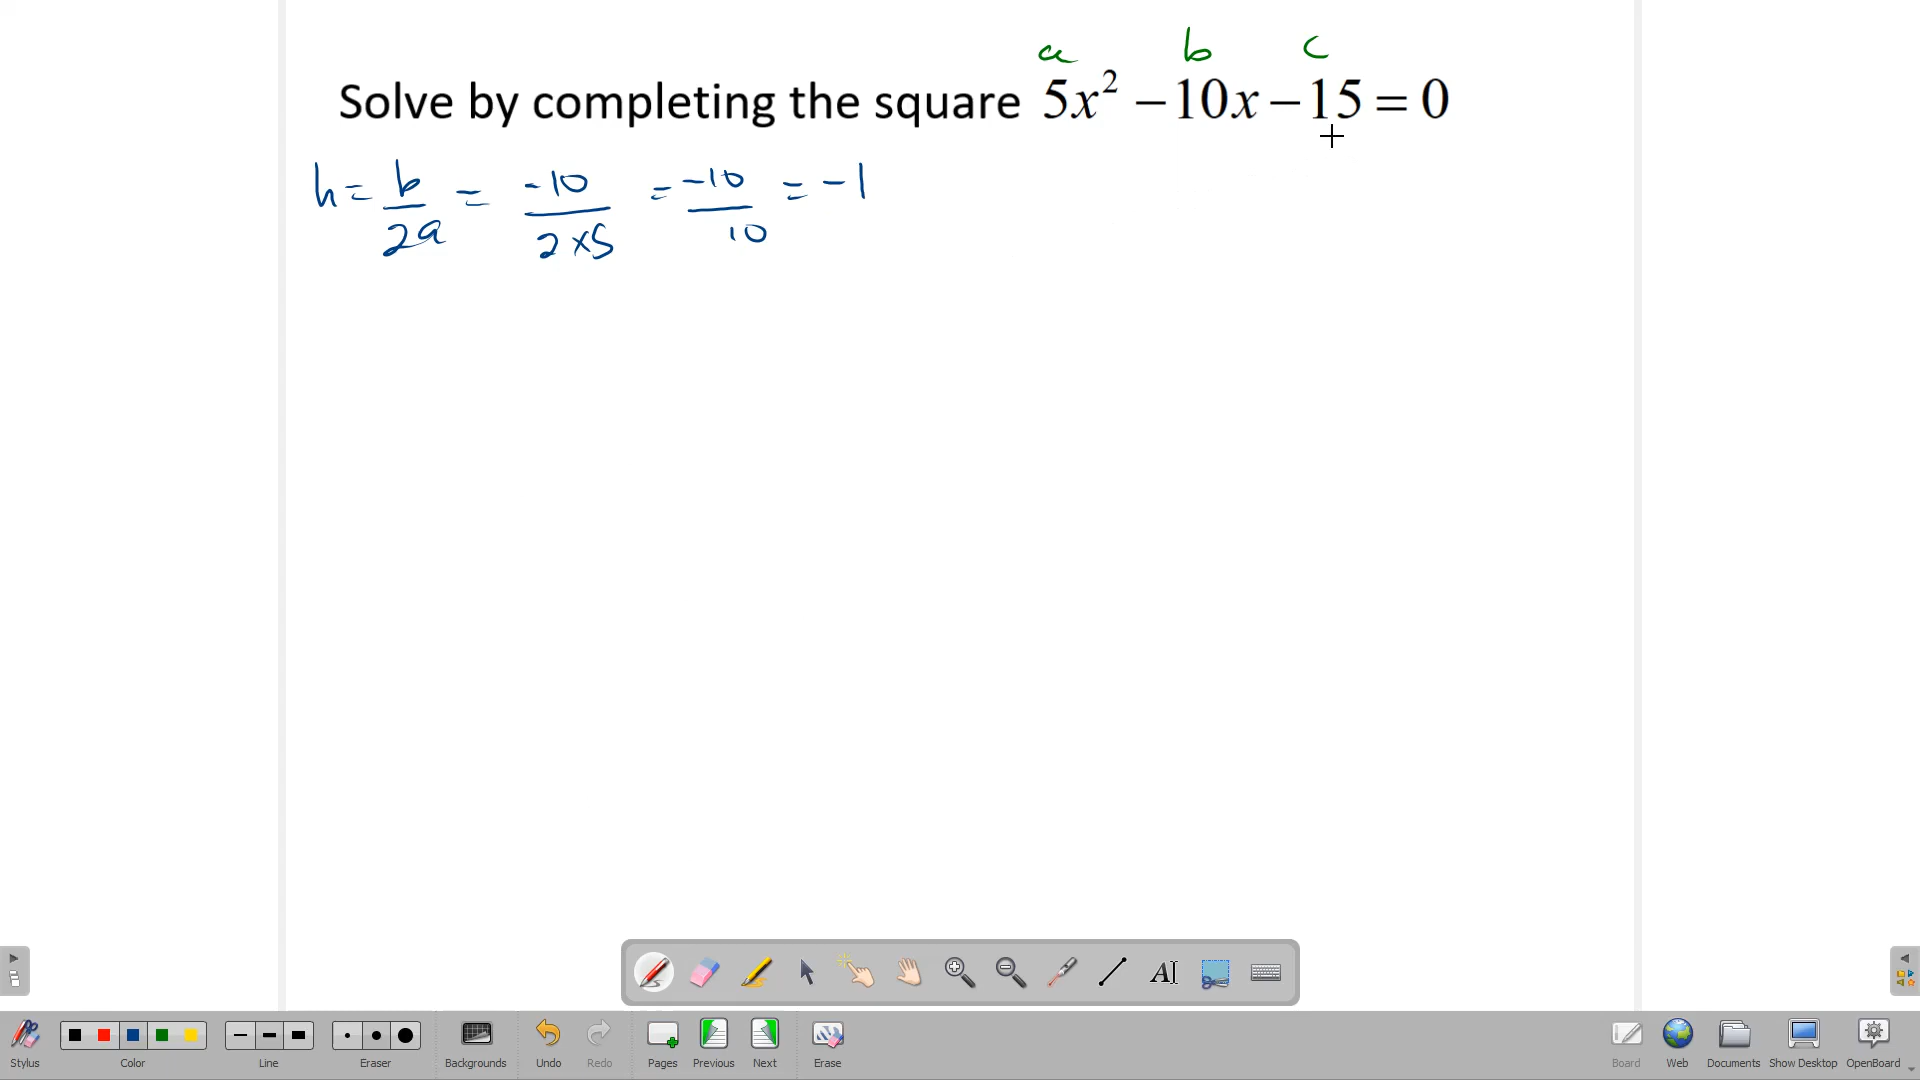 a b c
Solve by completing the square 5x² − 10x − 15 = 0
h = b/2a = -10/2×5 = -10/10 = -1
AI
Stylus Color Line Eraser Backgrounds Undo Redo Pages Previous Next Erase Board Web Documents Show Desktop OpenBoard